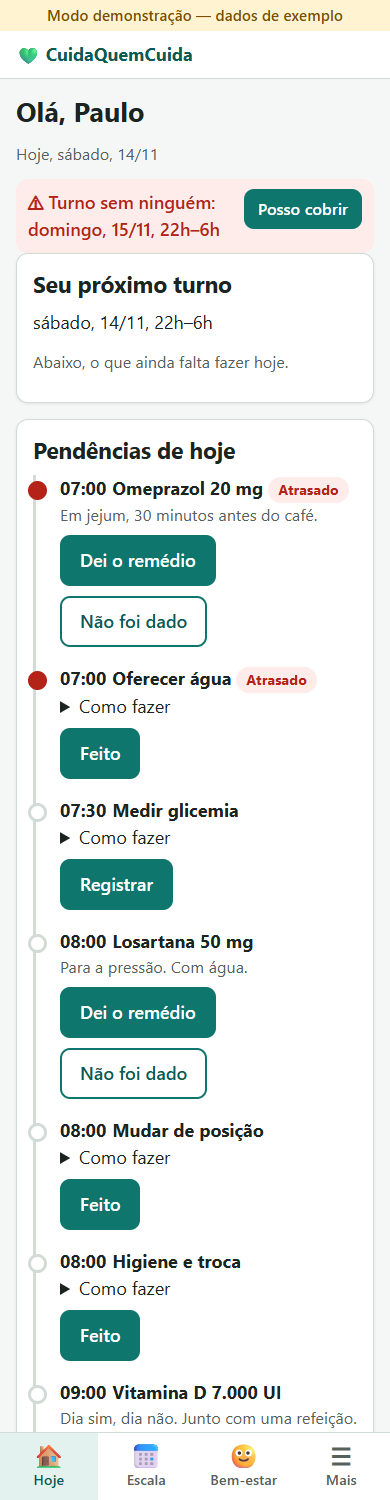 Modo demonstração — dados de exemplo
CuidaQuemCuida
Olá, Paulo
Hoje, sábado, 14/11
⚠ Turno sem ninguém:
domingo, 15/11, 22h–6h
Posso cobrir
Seu próximo turno
sábado, 14/11, 22h–6h
Abaixo, o que ainda falta fazer hoje.
Pendências de hoje
07:00 Omeprazol 20 mg Atrasado
Em jejum, 30 minutos antes do café.
Dei o remédio
Não foi dado
07:00 Oferecer água Atrasado
▶ Como fazer
Feito
07:30 Medir glicemia
▶ Como fazer
Registrar
08:00 Losartana 50 mg
Para a pressão. Com água.
Dei o remédio
Não foi dado
08:00 Mudar de posição
▶ Como fazer
Feito
08:00 Higiene e troca
▶ Como fazer
Feito
09:00 Vitamina D 7.000 UI
Dia sim, dia não. Junto com uma refeição.
Hoje
Escala
Bem-estar
Mais